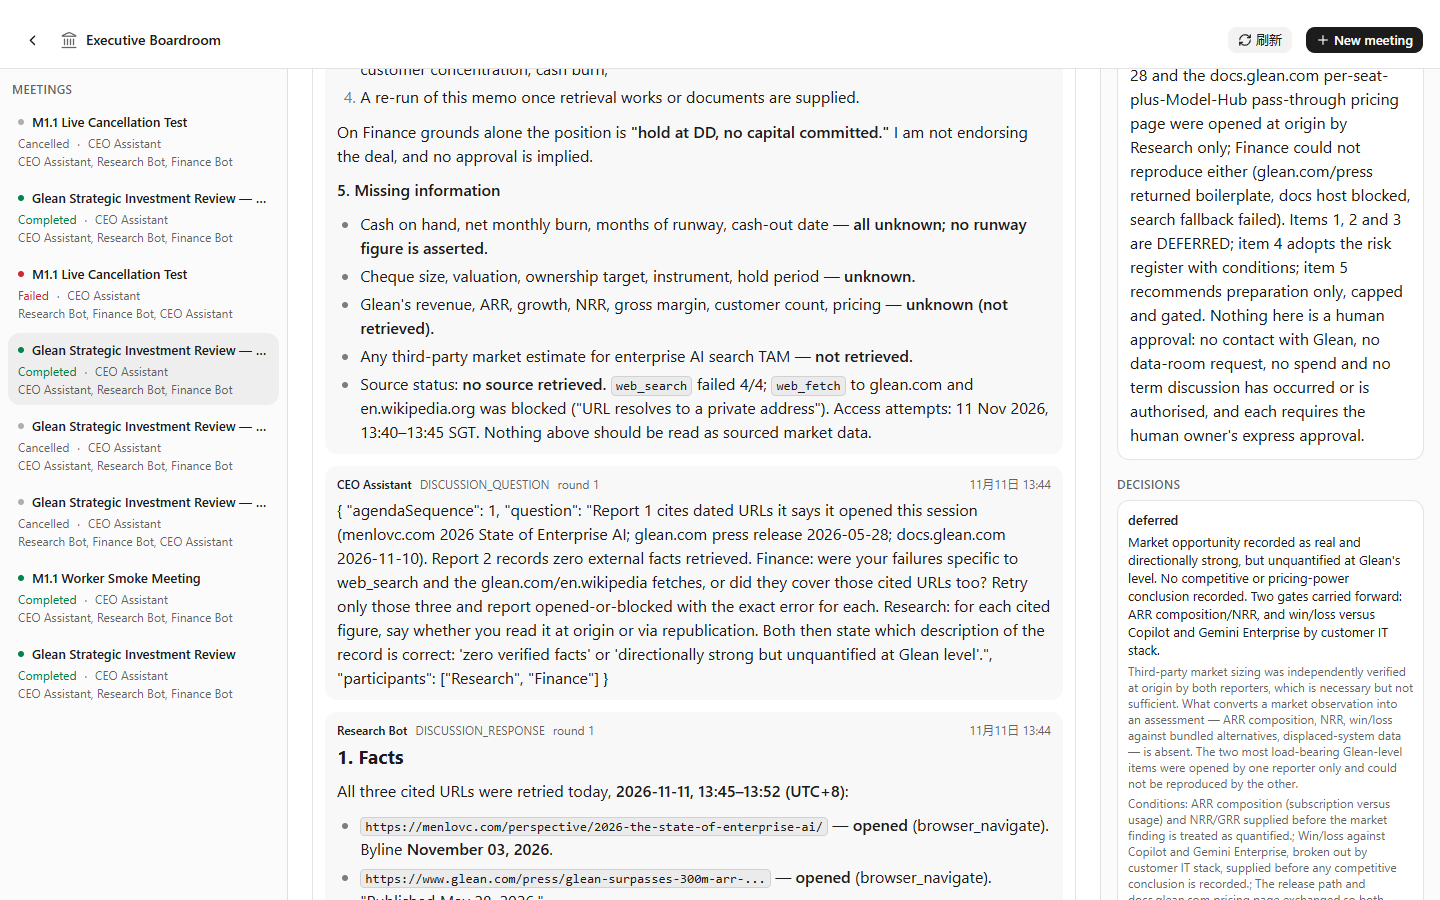 Executive Boardroom
刷新
New meeting
MEETINGS
M1.1 Live Cancellation Test
Cancelled · CEO Assistant
CEO Assistant, Research Bot, Finance Bot
Glean Strategic Investment Review — ...
Completed · CEO Assistant
CEO Assistant, Research Bot, Finance Bot
M1.1 Live Cancellation Test
Failed · CEO Assistant
Research Bot, Finance Bot, CEO Assistant
Glean Strategic Investment Review — ...
Completed · CEO Assistant
CEO Assistant, Research Bot, Finance Bot
Glean Strategic Investment Review — ...
Cancelled · CEO Assistant
CEO Assistant, Research Bot, Finance Bot
Glean Strategic Investment Review — ...
Cancelled · CEO Assistant
Research Bot, Finance Bot, CEO Assistant
M1.1 Worker Smoke Meeting
Completed · CEO Assistant
CEO Assistant, Research Bot, Finance Bot
Glean Strategic Investment Review
Completed · CEO Assistant
CEO Assistant, Research Bot, Finance Bot
customer concentration, cash burn,
4. A re-run of this memo once retrieval works or documents are supplied.
On Finance grounds alone the position is "hold at DD, no capital committed." I am not endorsing
the deal, and no approval is implied.
5. Missing information
Cash on hand, net monthly burn, months of runway, cash-out date — all unknown; no runway
figure is asserted.
Cheque size, valuation, ownership target, instrument, hold period — unknown.
Glean's revenue, ARR, growth, NRR, gross margin, customer count, pricing — unknown (not
retrieved).
Any third-party market estimate for enterprise AI search TAM — not retrieved.
Source status: no source retrieved. web_search failed 4/4; web_fetch to glean.com and
en.wikipedia.org was blocked ("URL resolves to a private address"). Access attempts: 11 Nov 2026,
13:40–13:45 SGT. Nothing above should be read as sourced market data.
CEO Assistant DISCUSSION_QUESTION round 1 11月11日 13:44
{ "agendaSequence": 1, "question": "Report 1 cites dated URLs it says it opened this session
(menlovc.com 2026 State of Enterprise AI; glean.com press release 2026-05-28; docs.glean.com
2026-11-10). Report 2 records zero external facts retrieved. Finance: were your failures specific to
web_search and the glean.com/en.wikipedia fetches, or did they cover those cited URLs too? Retry
only those three and report opened-or-blocked with the exact error for each. Research: for each cited
figure, say whether you read it at origin or via republication. Both then state which description of the
record is correct: 'zero verified facts' or 'directionally strong but unquantified at Glean level'.",
"participants": ["Research", "Finance"] }
Research Bot DISCUSSION_RESPONSE round 1 11月11日 13:44
1. Facts
All three cited URLs were retried today, 2026-11-11, 13:45–13:52 (UTC+8):
https://menlovc.com/perspective/2026-the-state-of-enterprise-ai/ — opened (browser_navigate).
Byline November 03, 2026.
https://www.glean.com/press/glean-surpasses-300m-arr-... — opened (browser_navigate).
"Published May 28, 2026."
28 and the docs.glean.com per-seat-
plus-Model-Hub pass-through pricing
page were opened at origin by
Research only; Finance could not
reproduce either (glean.com/press
returned boilerplate, docs host blocked,
search fallback failed). Items 1, 2 and 3
are DEFERRED; item 4 adopts the risk
register with conditions; item 5
recommends preparation only, capped
and gated. Nothing here is a human
approval: no contact with Glean, no
data-room request, no spend and no
term discussion has occurred or is
authorised, and each requires the
human owner's express approval.
DECISIONS
deferred
Market opportunity recorded as real and
directionally strong, but unquantified at Glean's
level. No competitive or pricing-power
conclusion recorded. Two gates carried forward:
ARR composition/NRR, and win/loss versus
Copilot and Gemini Enterprise by customer IT
stack.
Third-party market sizing was independently verified
at origin by both reporters, which is necessary but not
sufficient. What converts a market observation into
an assessment — ARR composition, NRR, win/loss
against bundled alternatives, displaced-system data
— is absent. The two most load-bearing Glean-level
items were opened by one reporter only and could
not be reproduced by the other.
Conditions: ARR composition (subscription versus
usage) and NRR/GRR supplied before the market
finding is treated as quantified.; Win/loss against
Copilot and Gemini Enterprise, broken out by
customer IT stack, supplied before any competitive
conclusion is recorded.; The release path and
docs.glean.com pricing page exchanged so both